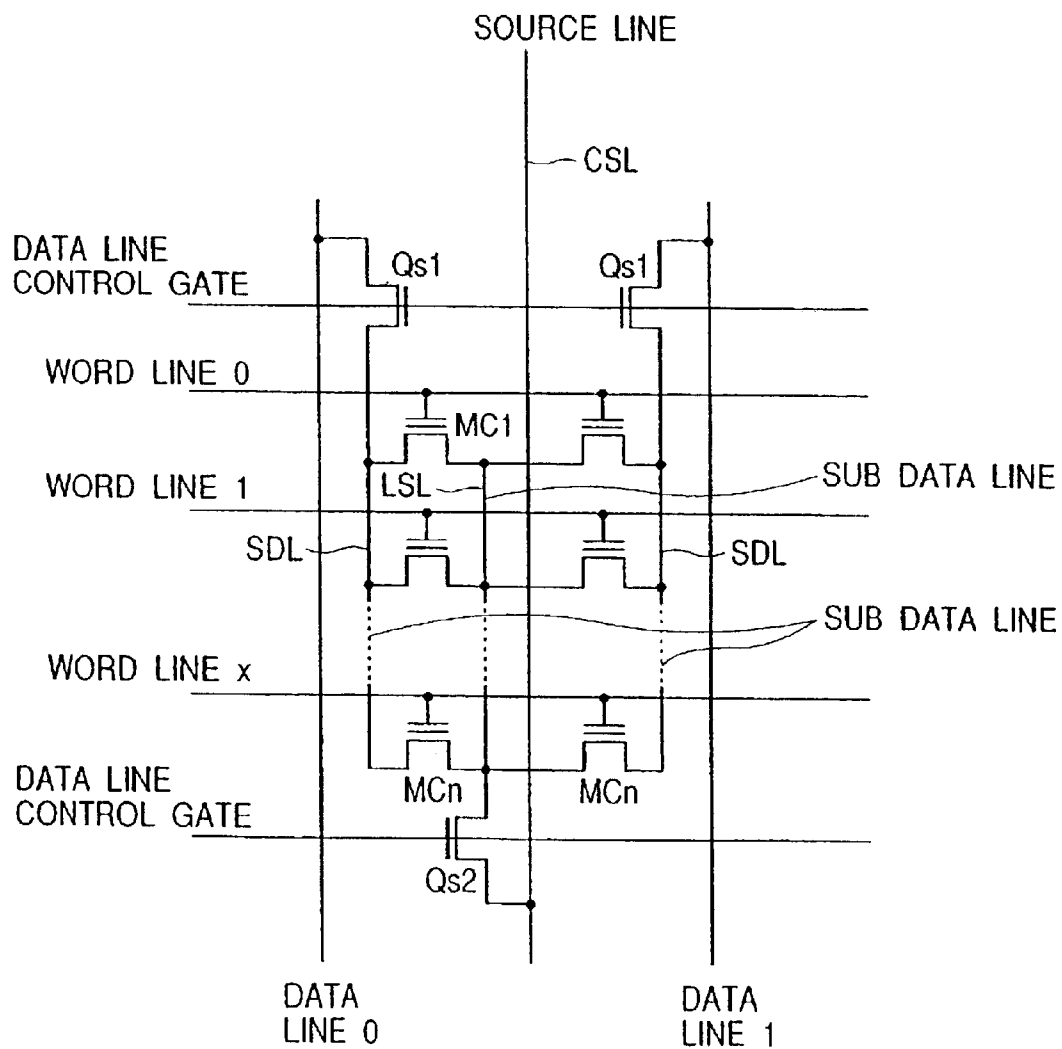 SOURCE LINE
CSL
DATA LINE
CONTROL GATE
Qs1
Qs1
WORD LINE 0
MC1
WORD LINE 1
LSL
SUB DATA LINE
SDL
SDL
SUB DATA LINE
WORD LINE x
DATA LINE
CONTROL GATE
MCn
MCn
Qs2
DATA
LINE 0
DATA
LINE 1